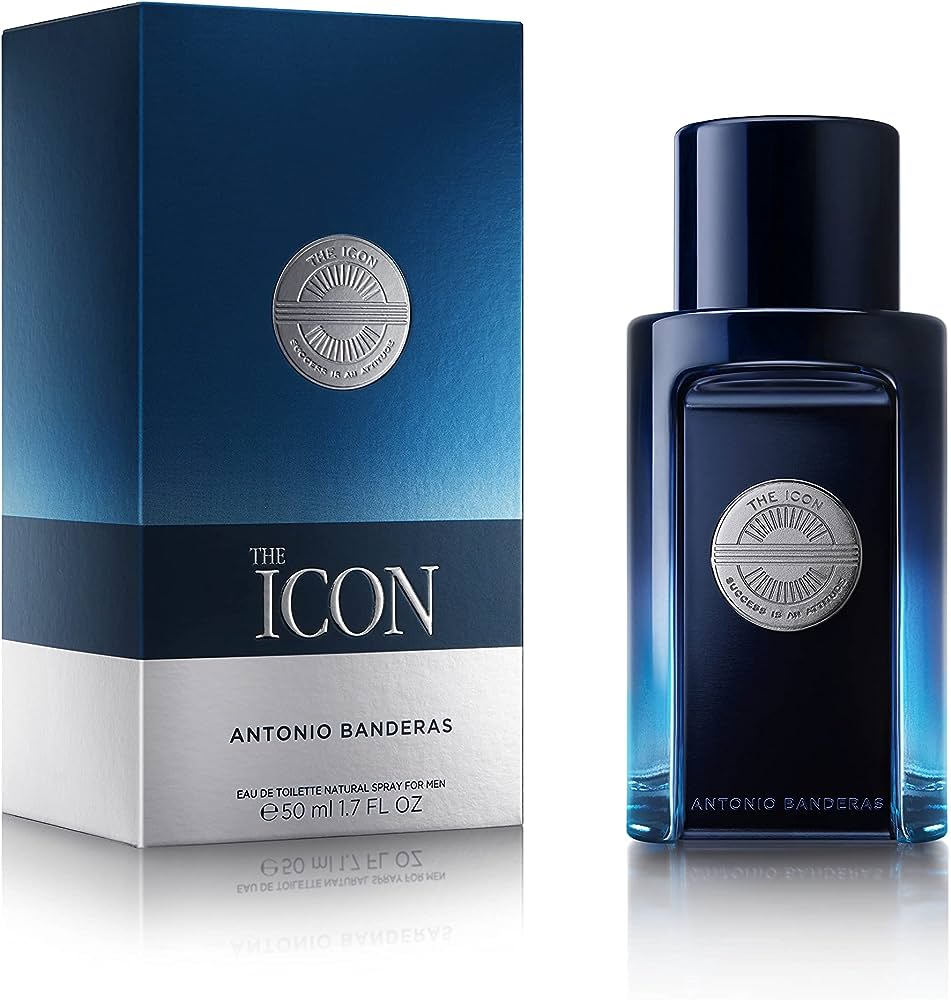 THE ICON
SUCCESS IS AN ATTITUDE
THE
ICON
ANTONIO BANDERAS
EAU DE TOILETTE NATURAL SPRAY FOR MEN
℮50 ml 1.7 FL OZ
THE ICON
SUCCESS IS AN ATTITUDE
ANTONIO BANDERAS